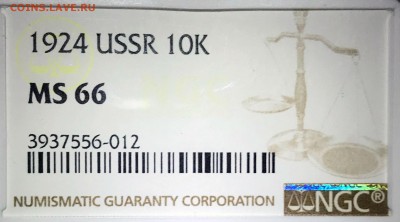 COINS.LAVE.RU
1924 USSR 10K
MS 66
3937556-012
NUMISMATIC GUARANTY CORPORATION
NGC